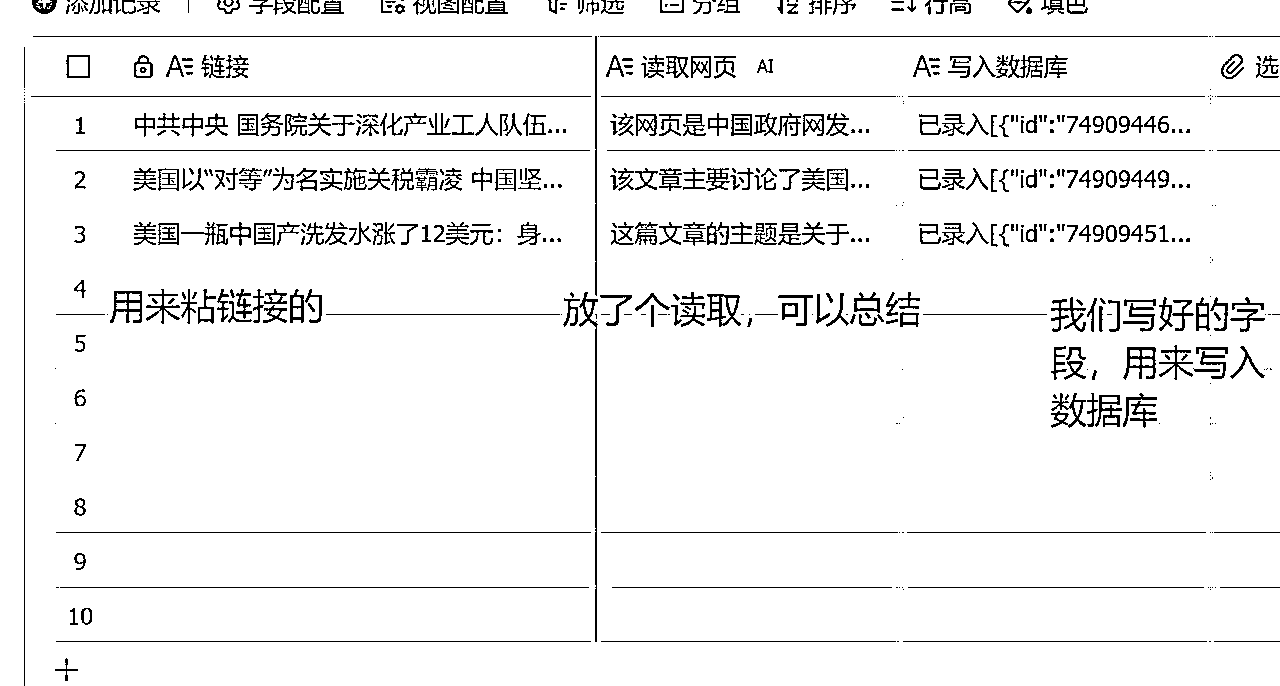 添加记录 字段配置 视图配置 筛选 分组 排序 行高 填色
链接 读取网页 AI 写入数据库 选
1 中共中央 国务院关于深化产业工人队伍... 该网页是中国政府网发... 已录入[{"id":"74909446...
2 美国以“对等”为名实施关税霸凌 中国坚... 该文章主要讨论了美国... 已录入[{"id":"74909449...
3 美国一瓶中国产洗发水涨了12美元：身... 这篇文章的主题是关于... 已录入[{"id":"74909451...
4
用来粘链接的 放了个读取，可以总结 我们写好的字
5
段，用来写入
6
数据库
7
8
9
10